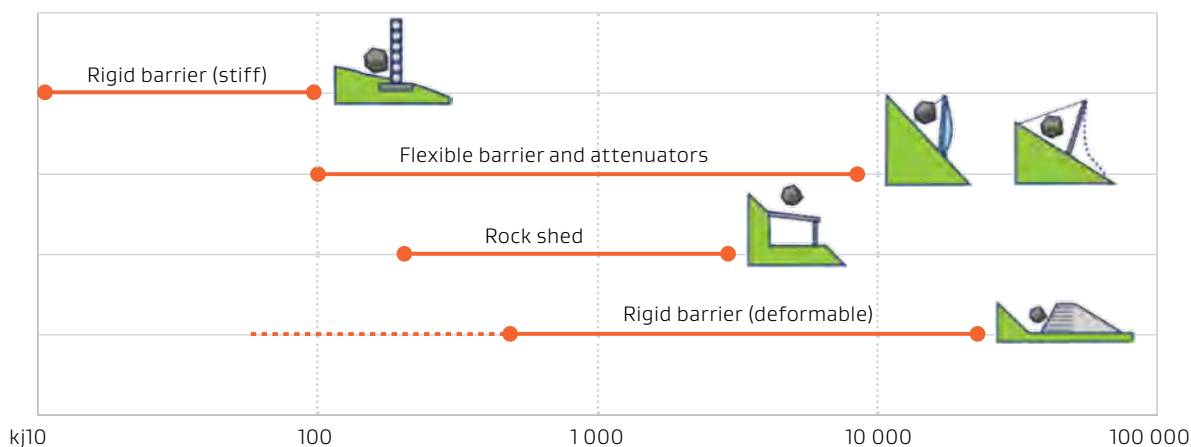 Rigid barrier (stiff)
Flexible barrier and attenuators
Rock shed
Rigid barrier (deformable)
kj10 100 1 000 10 000 100 000